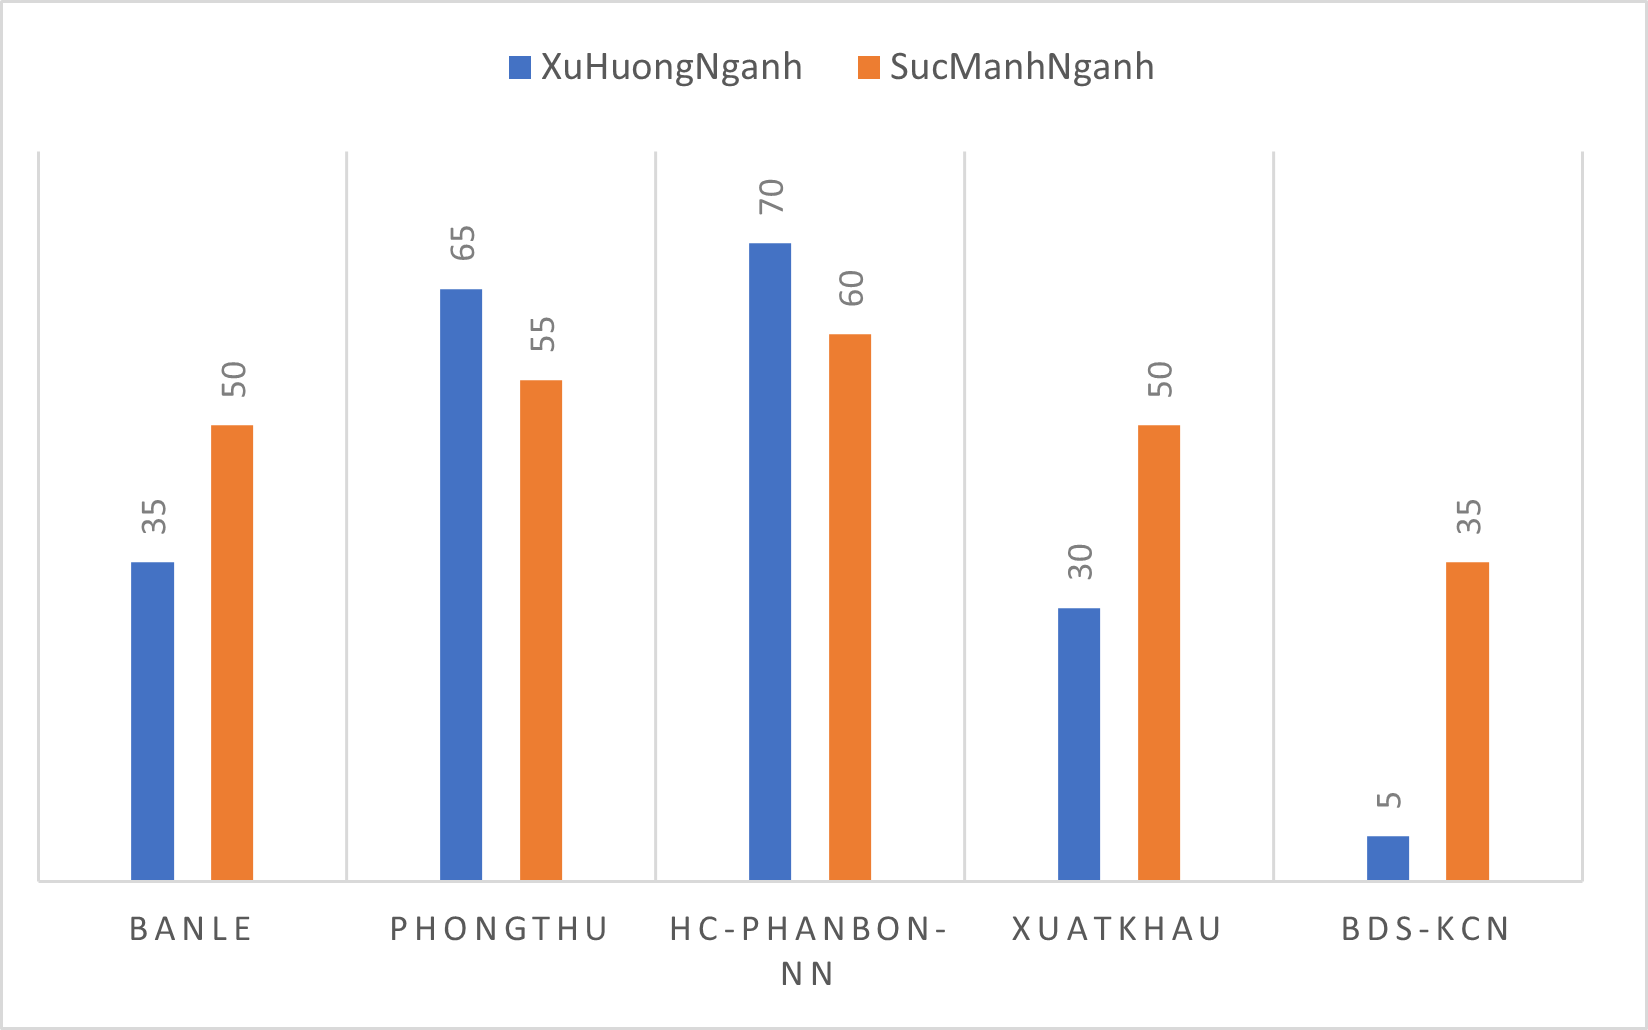 XuHuongNganh SucManhNganh
35 50 65 55 70 60 30 50 5 35
BANLE PHONGTHU HC-PHANBON- XUATKHAU BDS-KCN
NN